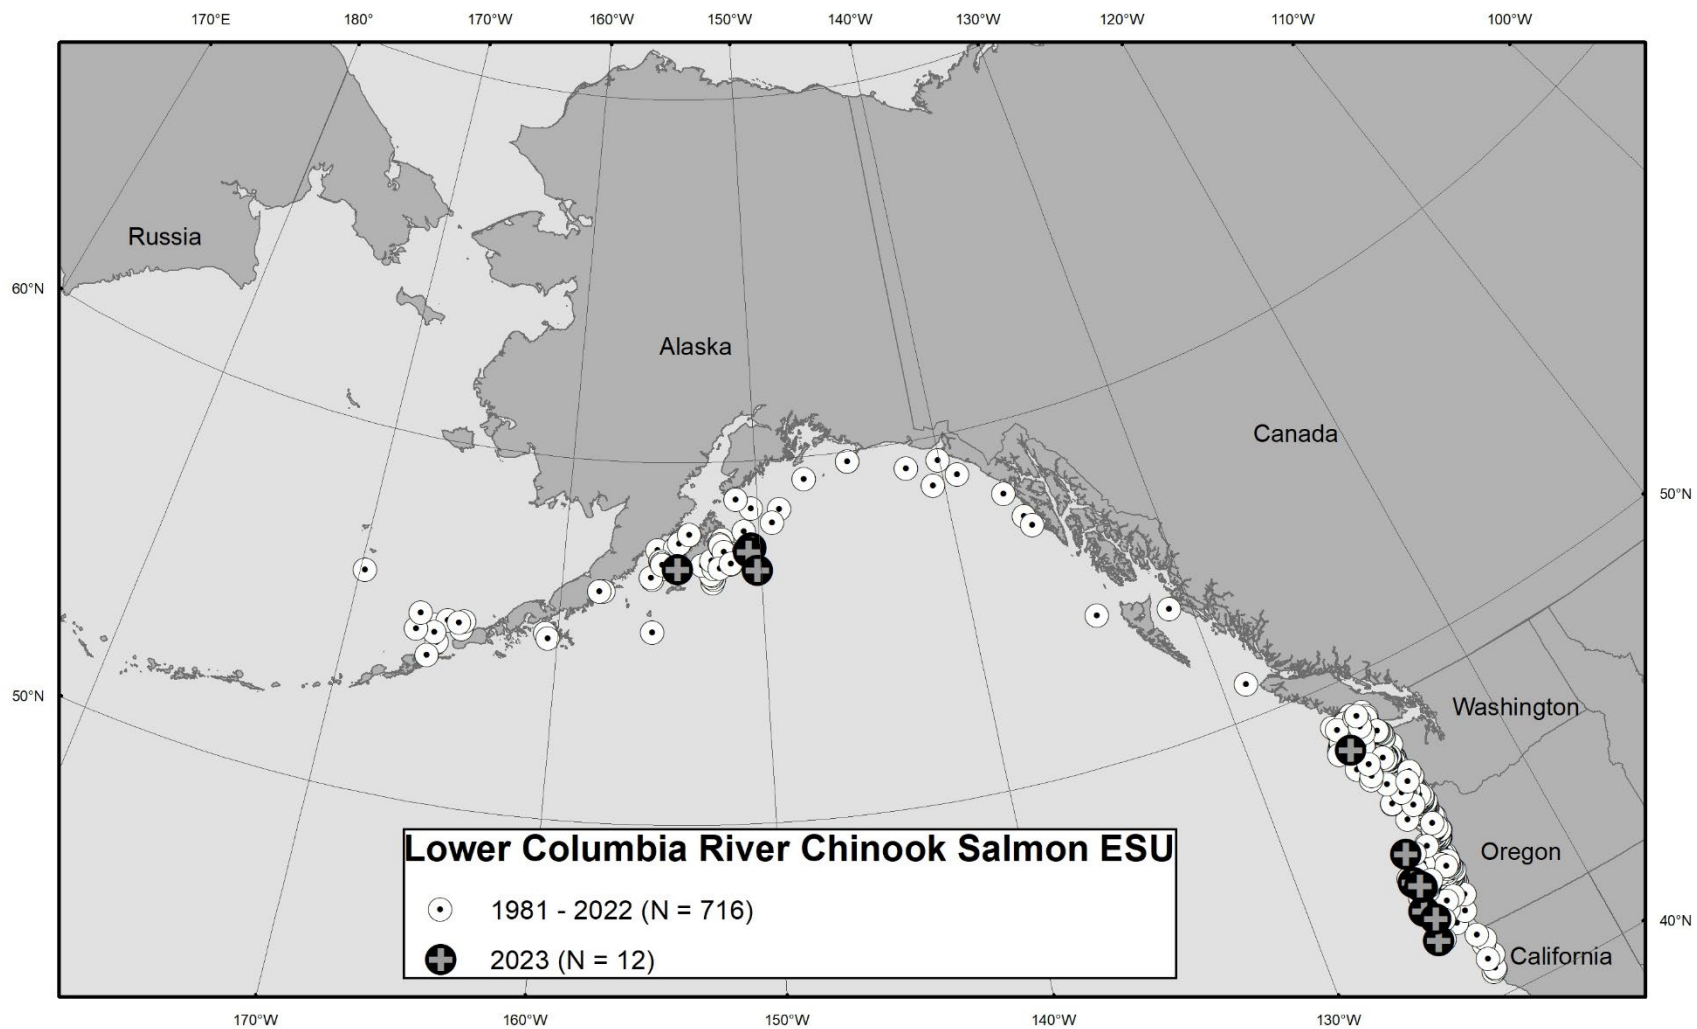 170°E 180° 170°W 160°W 150°W 140°W 130°W 120°W 110°W 100°W
Russia
60°N
Alaska
Canada
50°N
50°N
Washington
Oregon
40°N
California
Lower Columbia River Chinook Salmon ESU
1981 - 2022 (N = 716)
2023 (N = 12)
170°W 160°W 150°W 140°W 130°W